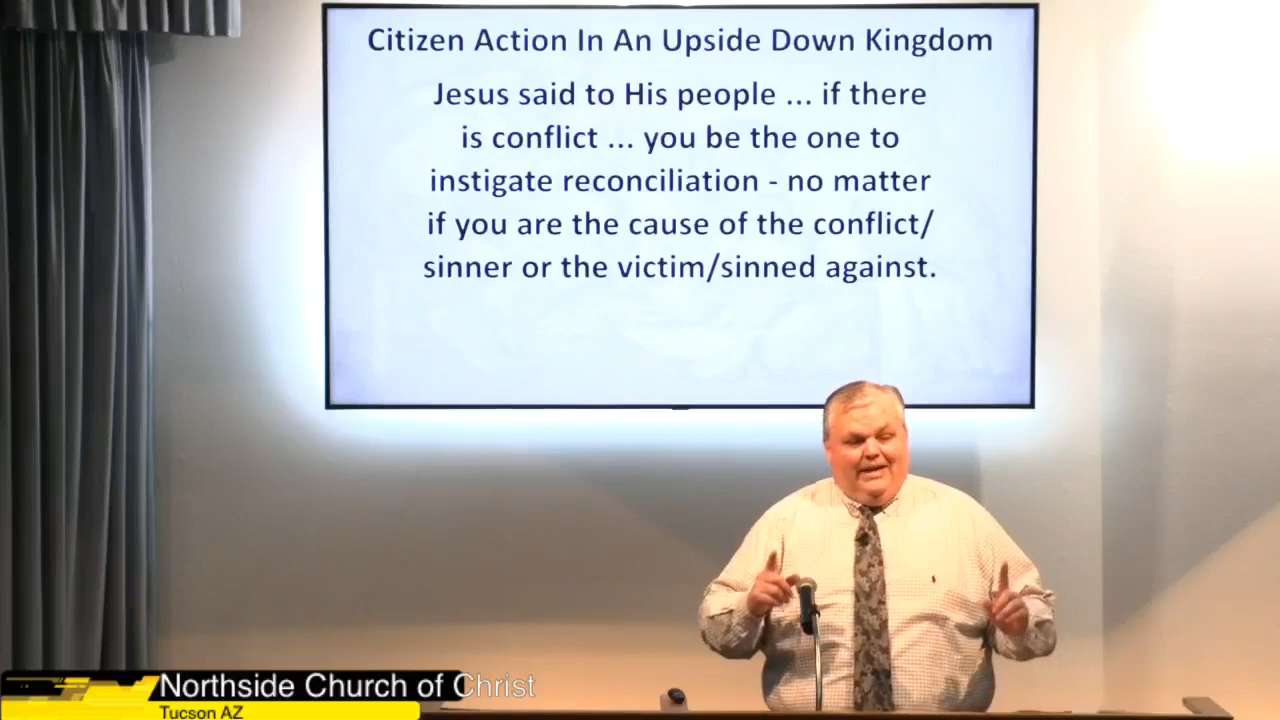 Citizen Action In An Upside Down Kingdom
Jesus said to His people ... if there
is conflict ... you be the one to
instigate reconciliation - no matter
if you are the cause of the conflict/
sinner or the victim/sinned against.
Northside Church of Christ
Tucson AZ